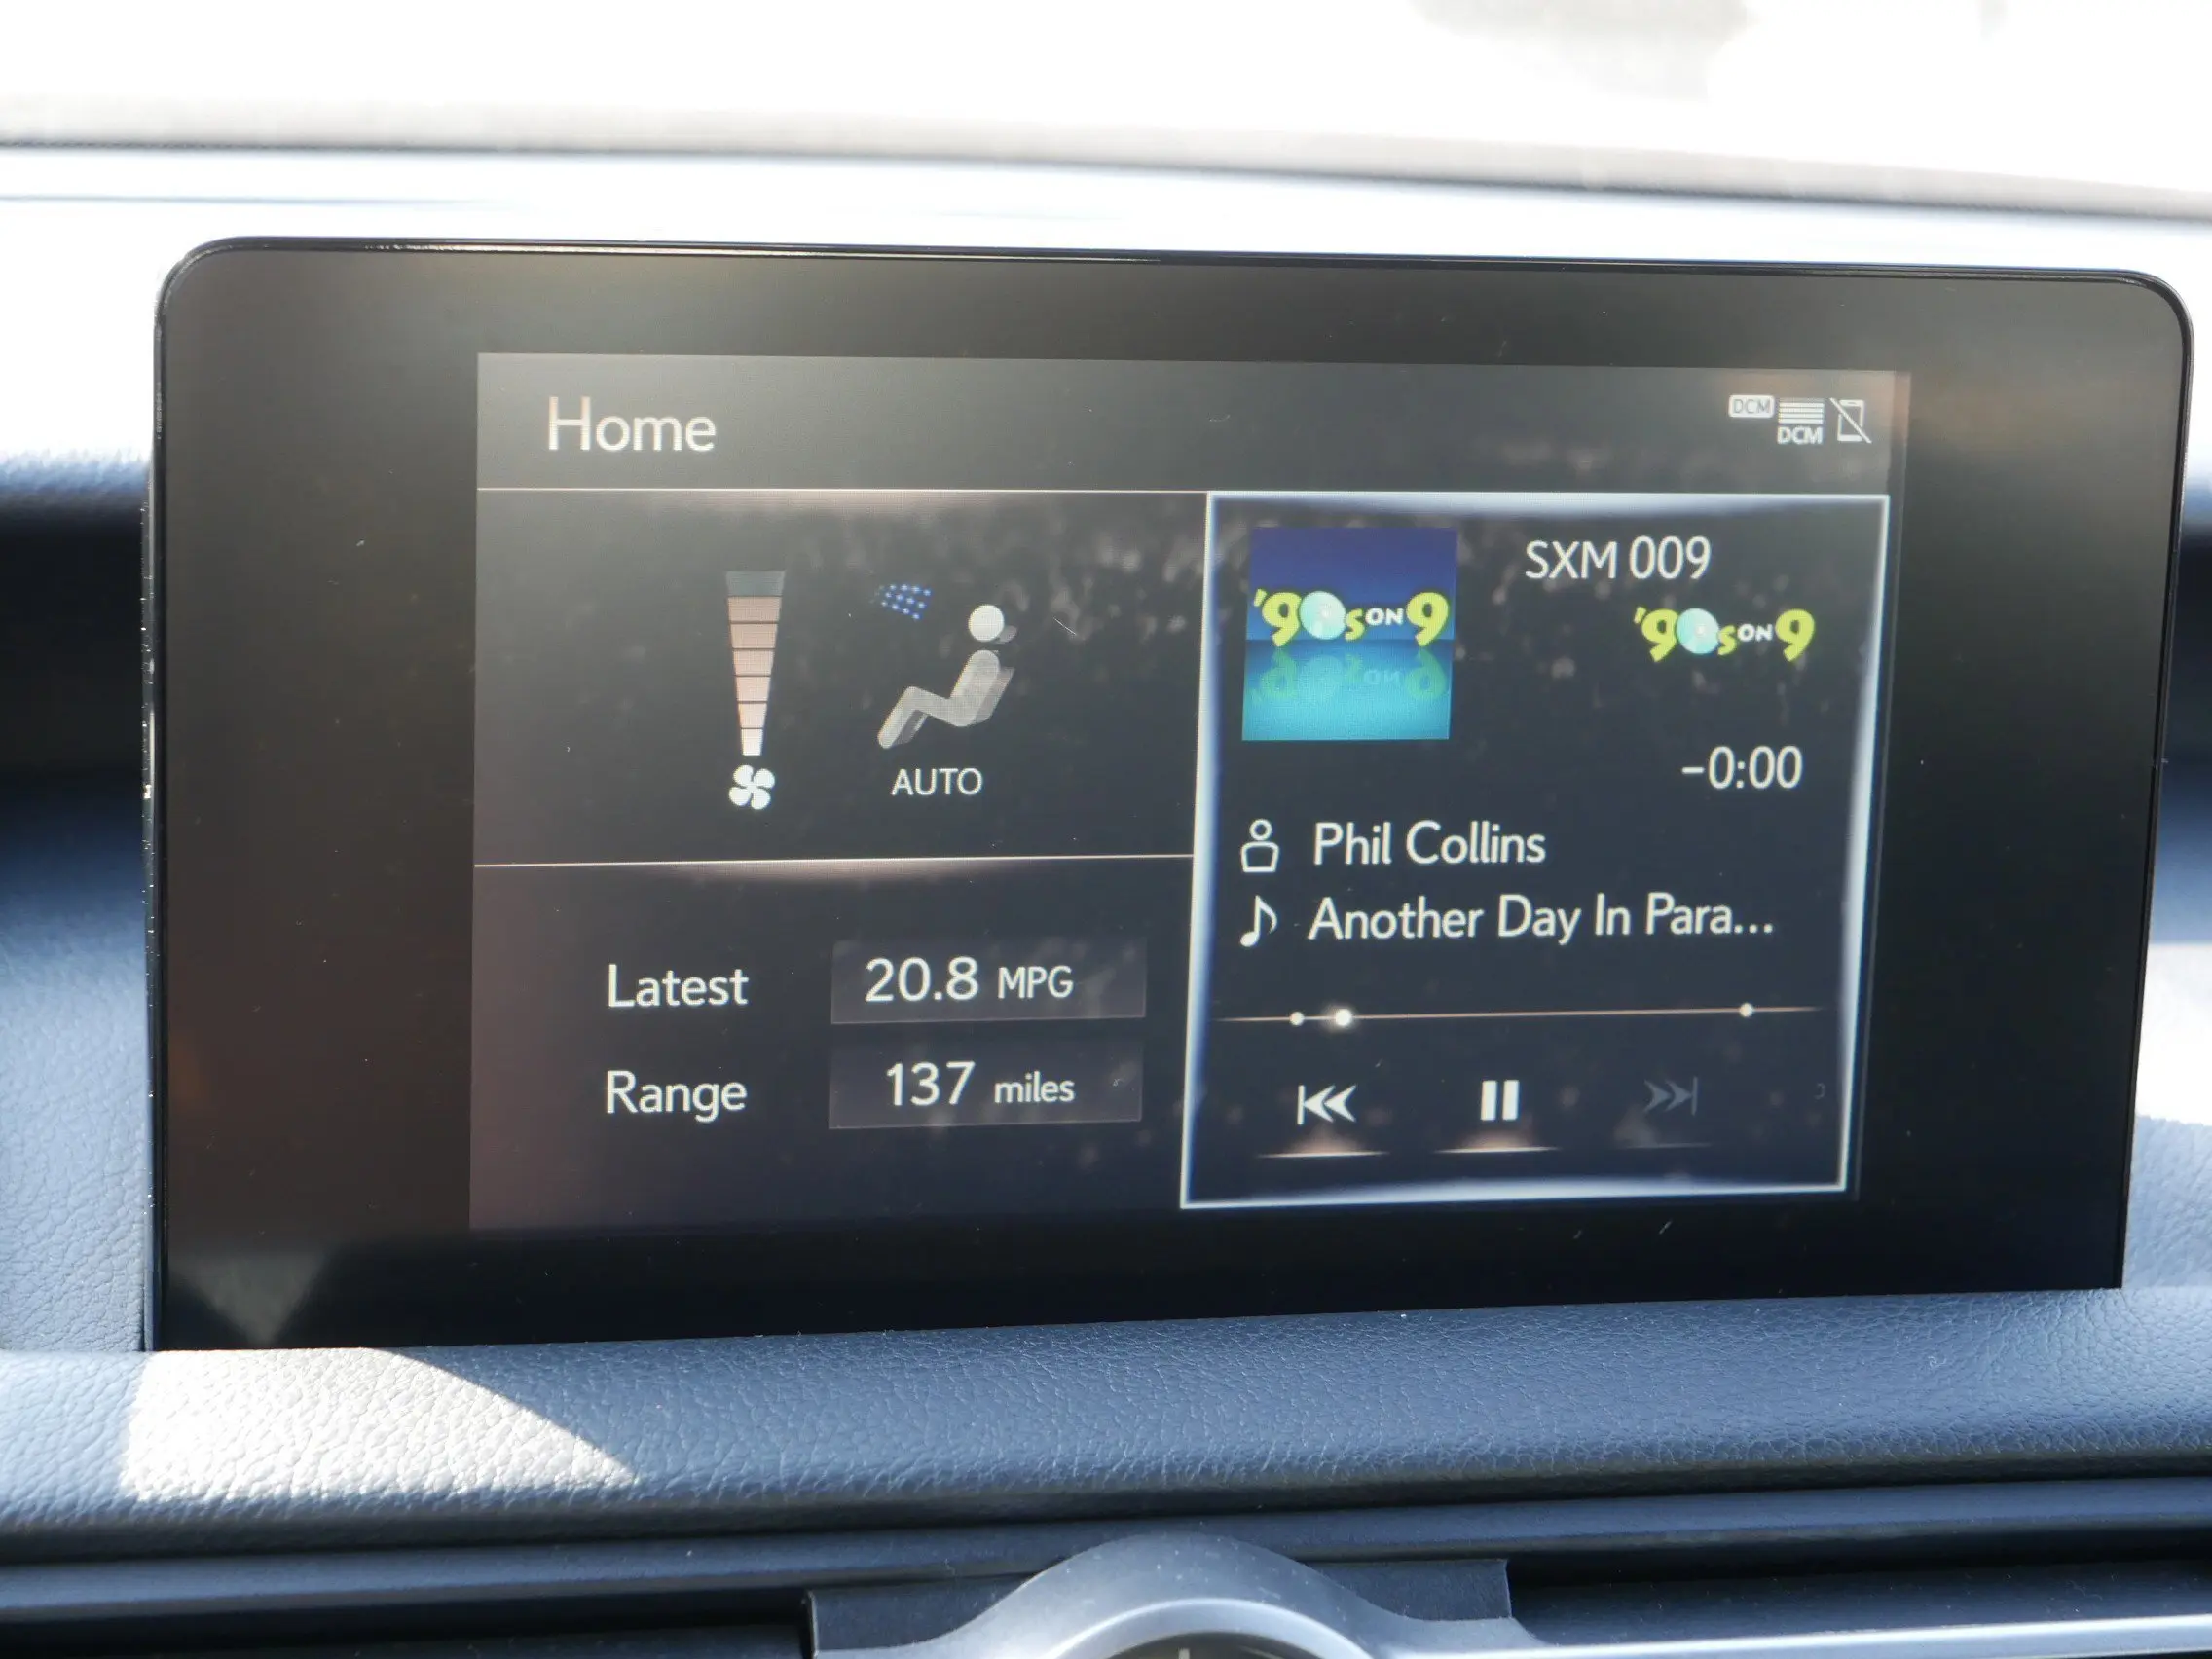 Home
DCM
DCM
SXM 009
'90s ON 9
'90s ON 9
-0:00
AUTO
Phil Collins
Another Day In Para...
Latest 20.8 MPG
Range 137 miles